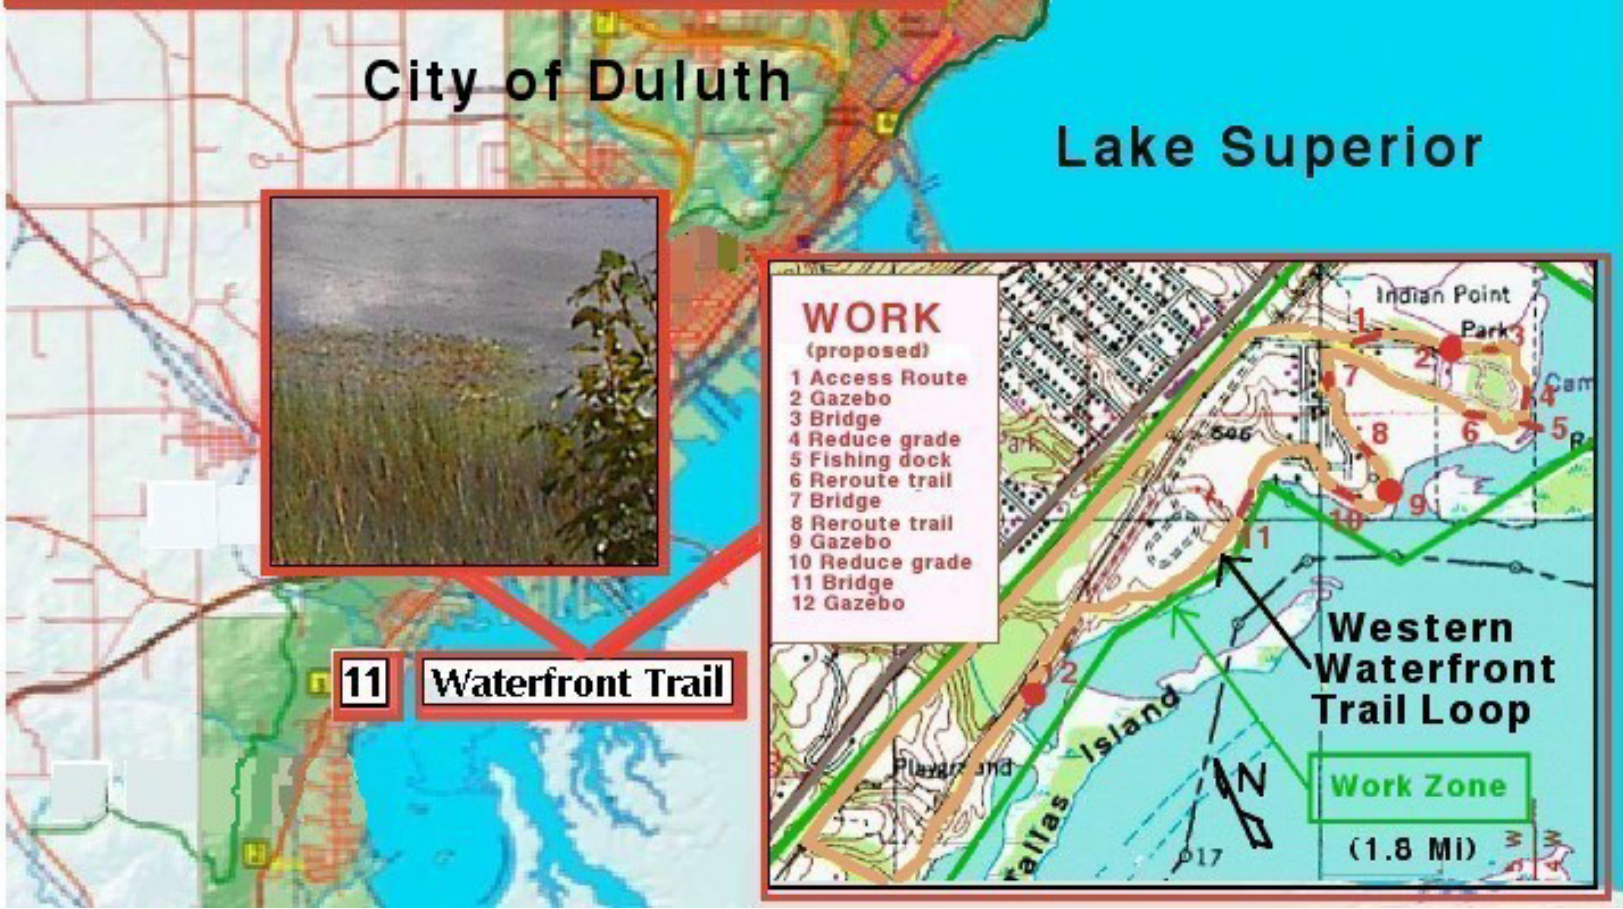 City of Duluth
Lake Superior
WORK
(proposed)
1 Access Route
2 Gazebo
3 Bridge
4 Reduce grade
5 Fishing dock
6 Reroute trail
7 Bridge
8 Reroute trail
9 Gazebo
10 Reduce grade
11 Bridge
12 Gazebo
Indian Point
Park
1
2
3
4
5
6
7
8
9
10
11
12
Western
Waterfront
Trail Loop
Island
Playground
N
Work Zone
(1.8 Mi)
17
11
Waterfront Trail